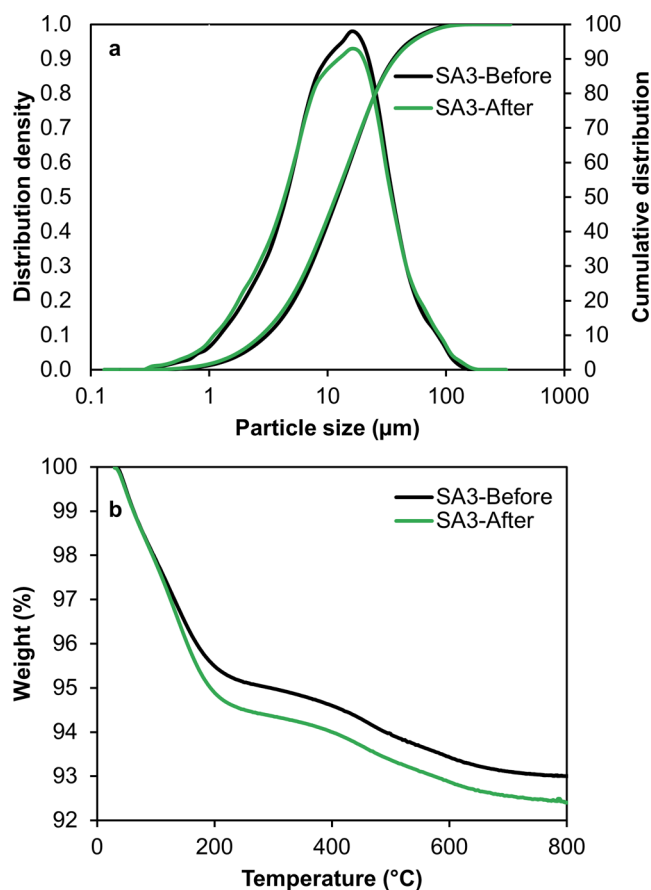 a
SA3-Before
SA3-After
Distribution density
1.0
0.9
0.8
0.7
0.6
0.5
0.4
0.3
0.2
0.1
0.0
100
90
80
70
60
50
40
30
20
10
0
Cumulative distribution
0.1 1 10 100 1000
Particle size (µm)
b
SA3-Before
SA3-After
Weight (%)
100
99
98
97
96
95
94
93
92
0 200 400 600 800
Temperature (°C)